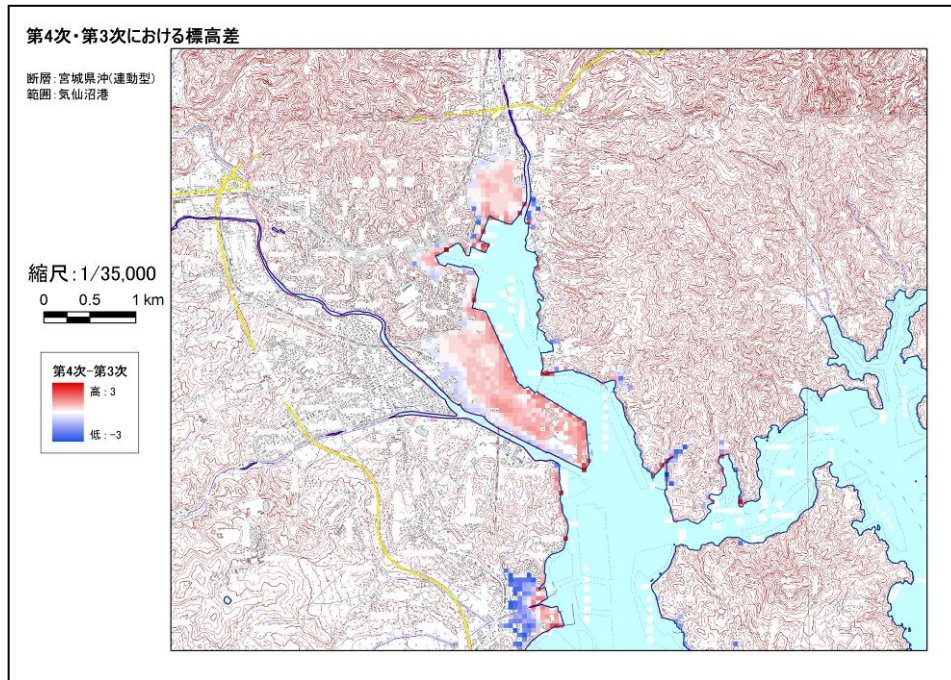 第4次・第3次における標高差
断層:宮城県沖(連動型)
範囲:気仙沼港
縮尺:1/35,000
0 0.5 1 km
第4次-第3次
高:3
低:-3